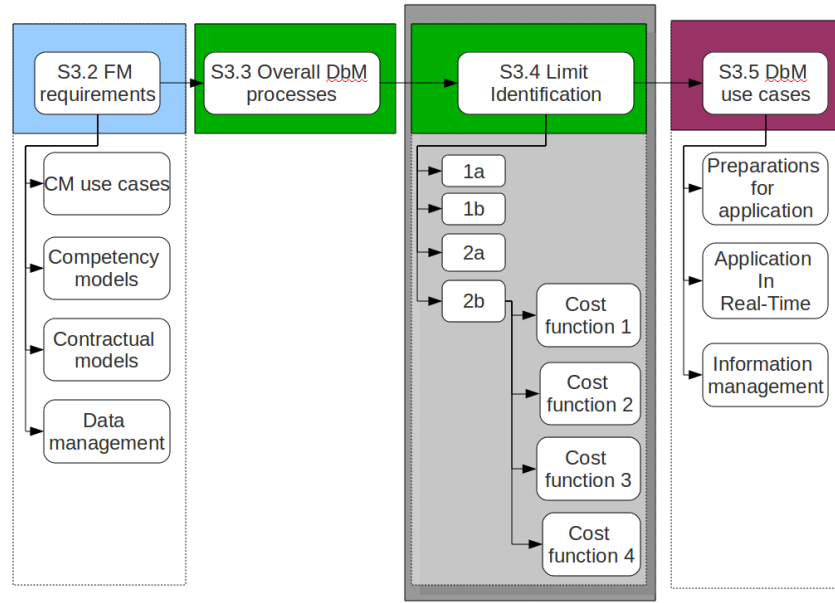 S3.2 FM
requirements
S3.3 Overall DbM
processes
S3.4 Limit
Identification
S3.5 DbM
use cases
CM use cases
Competency
models
Contractual
models
Data
management
1a
1b
2a
2b
Cost
function 1
Cost
function 2
Cost
function 3
Cost
function 4
Preparations
for
application
Application
In
Real-Time
Information
management